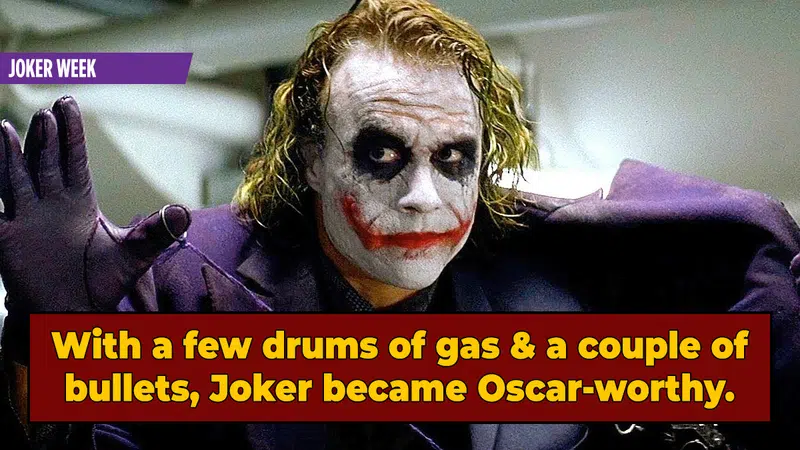 JOKER WEEK
With a few drums of gas & a couple of
bullets, Joker became Oscar-worthy.